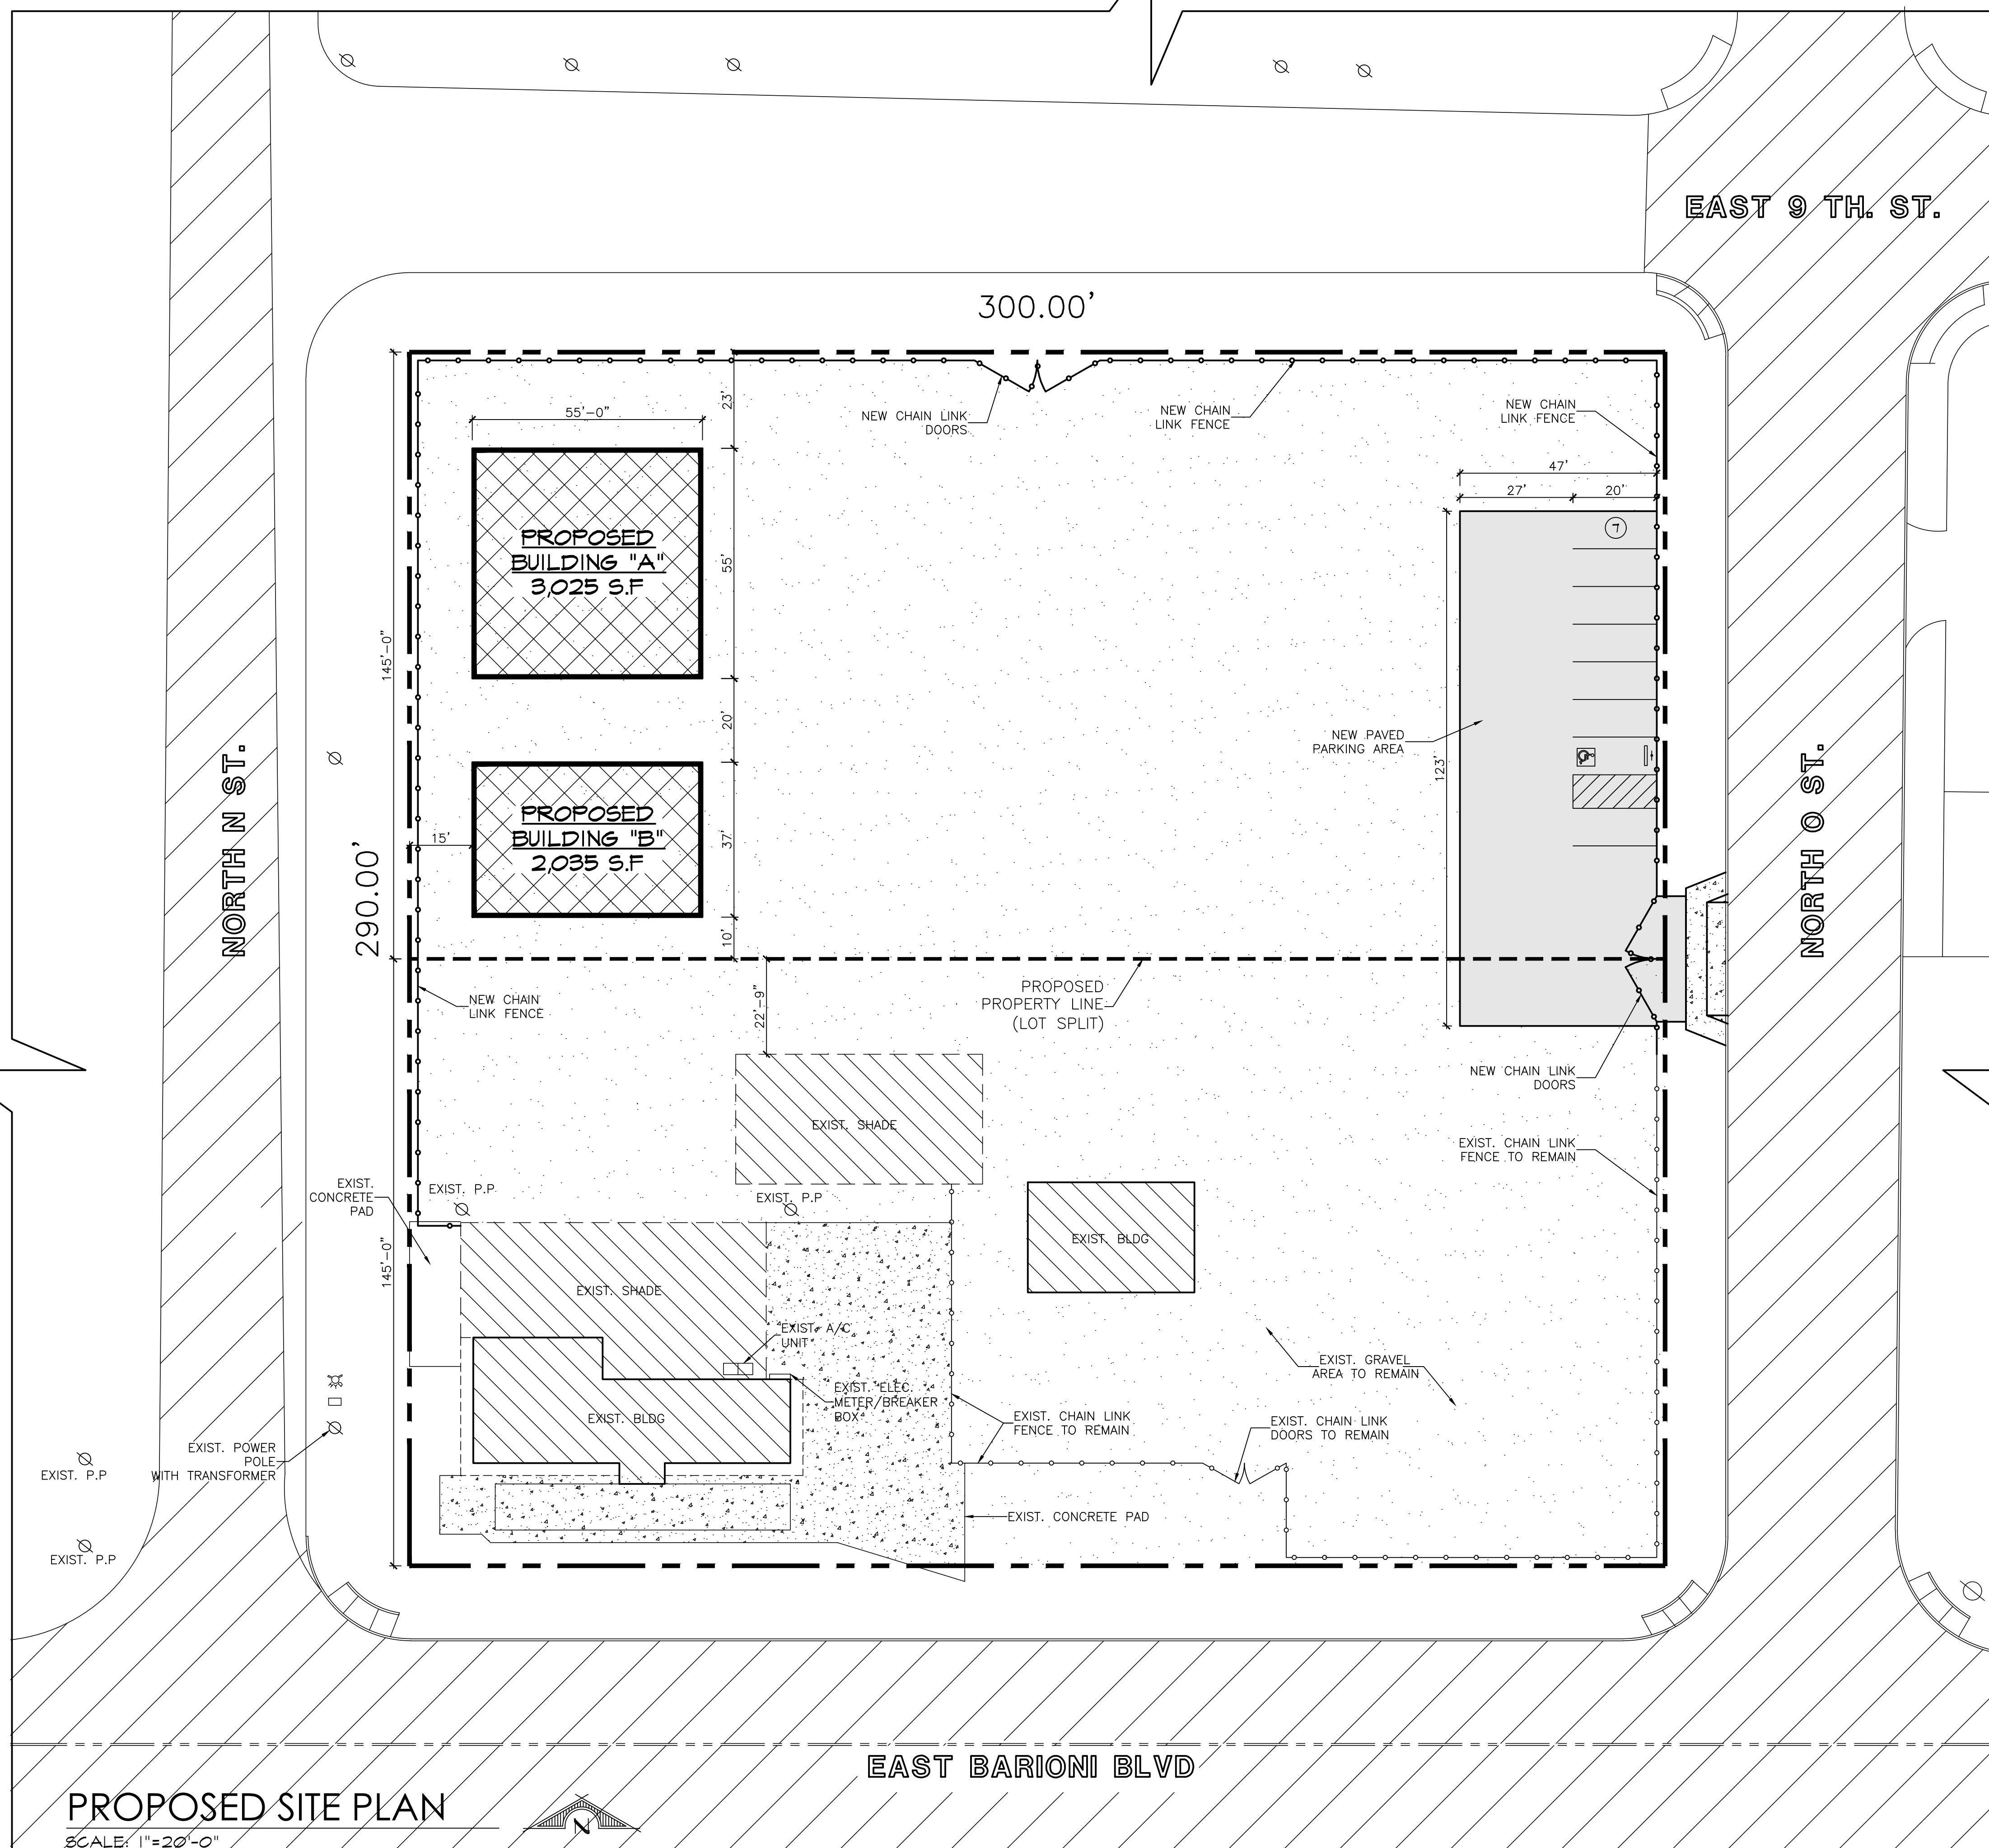 EAST 9 TH. ST.
300.00'
NEW CHAIN LINK
DOORS
NEW CHAIN
LINK FENCE
NEW CHAIN
LINK FENCE
55'-0"
23'
47'
27'
20'
7
PROPOSED
BUILDING "A"
3,025 S.F
55'
145'-0"
20'
NEW PAVED
PARKING AREA
123'
NORTH N ST.
NORTH O ST.
PROPOSED
BUILDING "B"
2,035 S.F
15'
37'
290.00'
10'
NEW CHAIN
LINK FENCE
22'-9"
PROPOSED
PROPERTY LINE
(LOT SPLIT)
NEW CHAIN LINK
DOORS
EXIST. SHADE
EXIST. CHAIN LINK
FENCE TO REMAIN
EXIST.
CONCRETE
PAD
EXIST. P.P
EXIST. P.P
EXIST. BLDG
145'-0"
EXIST. SHADE
EXIST. A/C
UNIT
EXIST. ELEC.
METER/BREAKER
BOX
EXIST. BLDG
EXIST. GRAVEL
AREA TO REMAIN
EXIST. CHAIN LINK
FENCE TO REMAIN
EXIST. CHAIN LINK
DOORS TO REMAIN
EXIST. POWER
POLE
WITH TRANSFORMER
EXIST. P.P
EXIST. CONCRETE PAD
EXIST. P.P
EAST BARIONI BLVD
PROPOSED SITE PLAN
N
SCALE: 1"=20'-0"